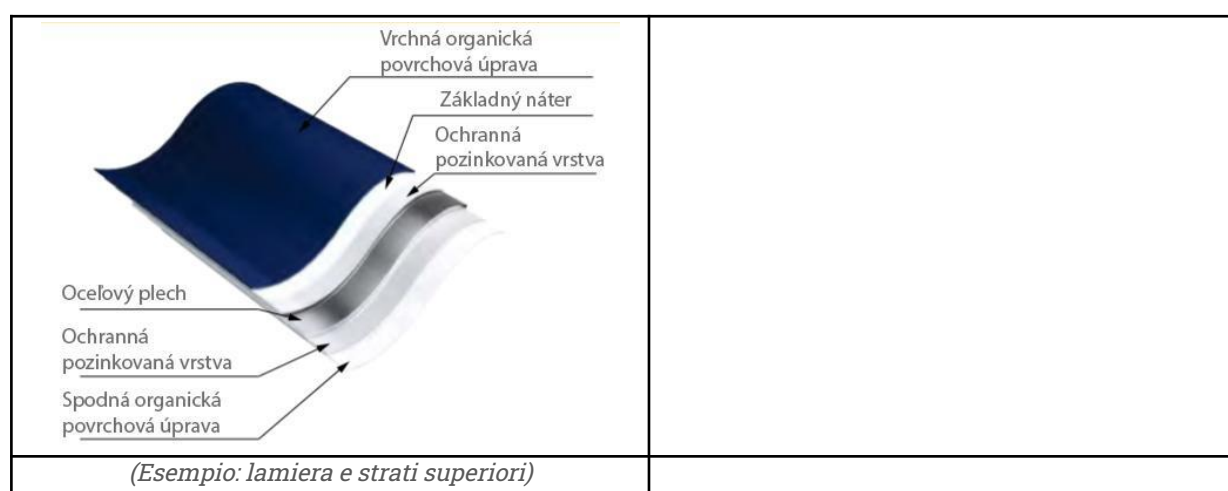 Vrchná organická
povrchová úprava
Základný náter
Ochranná
pozinkovaná vrstva
Oceľový plech
Ochranná
pozinkovaná vrstva
Spodná organická
povrchová úprava
(Esempio: lamiera e strati superiori)